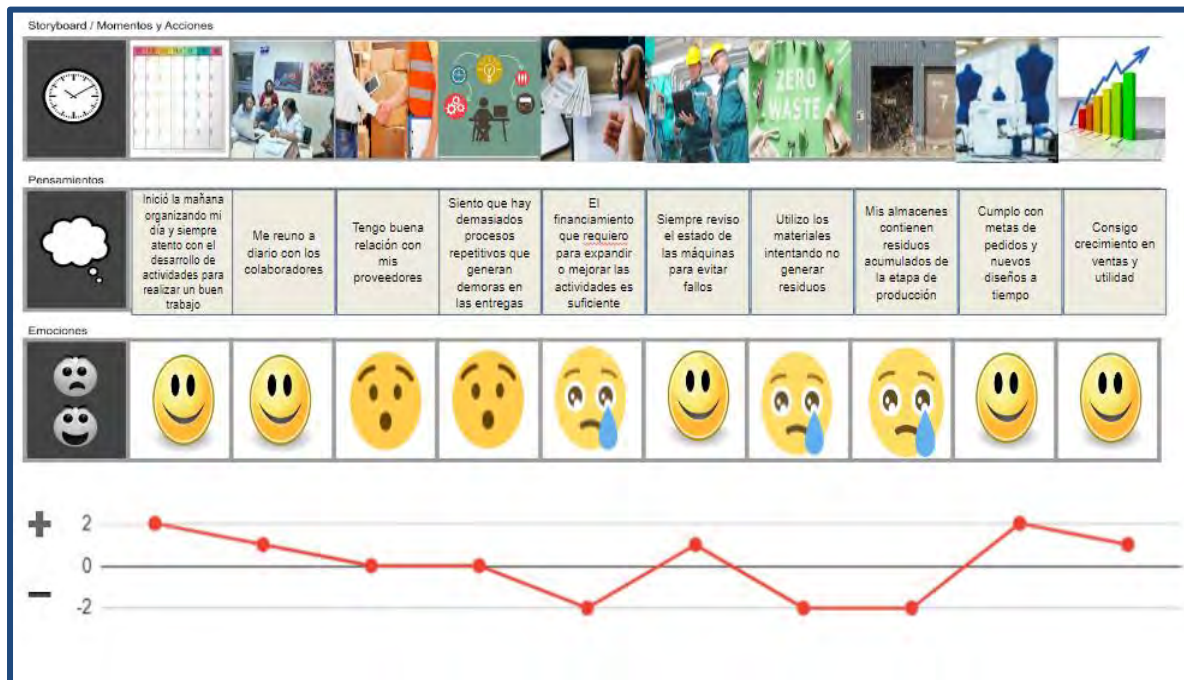 Storyboard / Momentos y Acciones
ZERO
WASTE
7
Pensamientos
Inició la mañana
organizando mi
día y siempre
atento con el
desarrollo de
actividades para
realizar un buen
trabajo
Me reuno a
diario con los
colaboradores
Tengo buena
relación con
mis
proveedores
Siento que hay
demasiados
procesos
repetitivos que
generan
demoras en
las entregas
El
financiamiento
que requiero
para expandir
o mejorar las
actividades es
suficiente
Siempre reviso
el estado de
las máquinas
para evitar
fallos
Utilizo los
materiales
intentando no
generar
residuos
Mis almacenes
contienen
residuos
acumulados de
la etapa de
producción
Cumplo con
metas de
pedidos y
nuevos
diseños a
tiempo
Consigo
crecimiento en
ventas y
utilidad
Emociones
+ 2
0
− -2